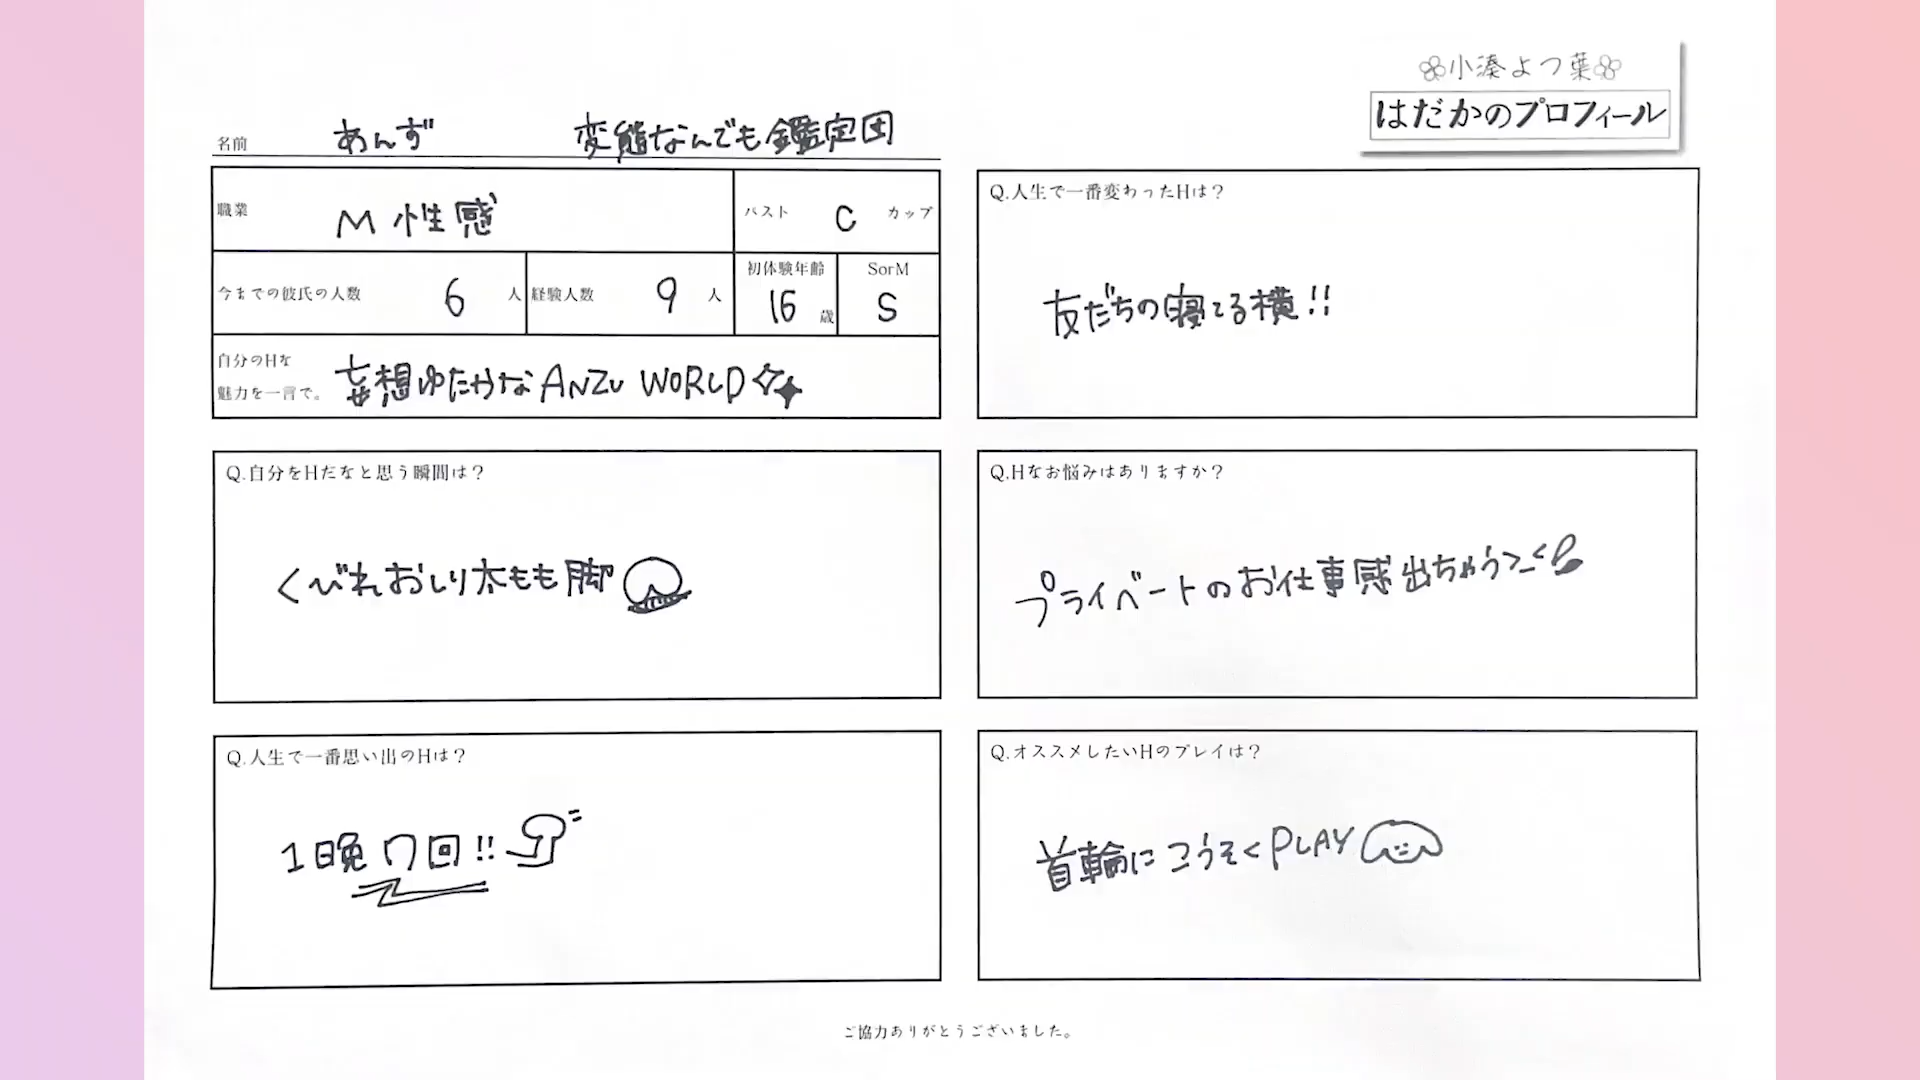 小湊よつ葉
はだかのプロフィール
名前 あんず 変態なんでも鑑定団
職業 M性感 バスト C カップ
今までの彼氏の人数 6 人 経験人数 9 人 初体験年齢 16 歳 SorM S
自分のHな
魅力を一言で。 妄想ゆたかなANZU WORLD
Q.人生で一番変わったHは?
友だちの寝てる横!!
Q.自分をHだなと思う瞬間は?
くびれおしり太もも脚
Q.Hなお悩みはありますか?
プライベートのお仕事感出ちゃう
Q.人生で一番思い出のHは?
1日晩7回!!
Q.オススメしたいHのプレイは?
首輪にこうそくPLAY
ご協力ありがとうございました。